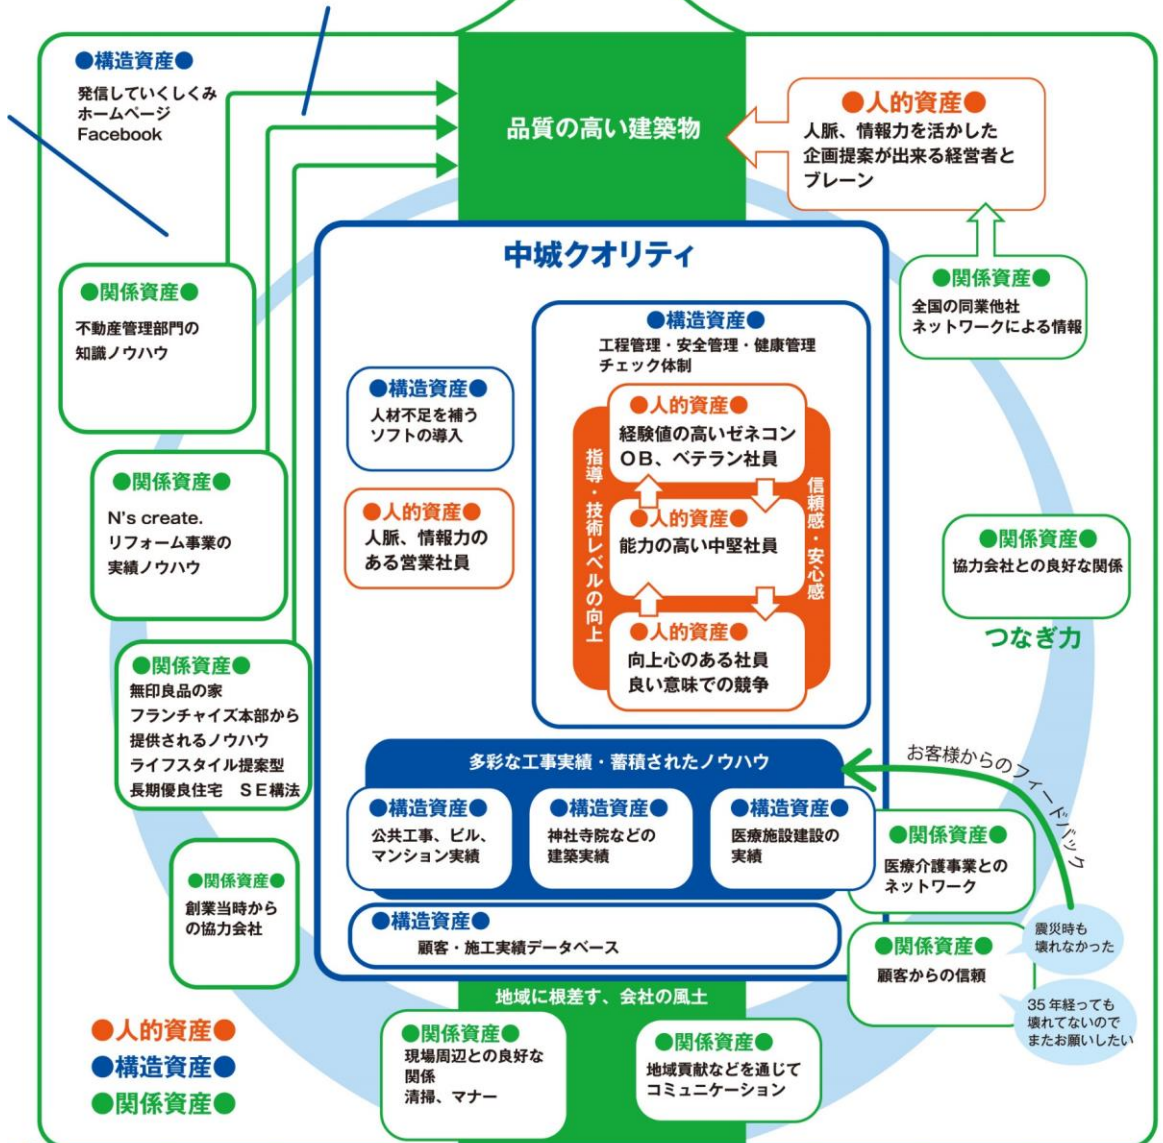 ●構造資産●
発信していくしくみ
ホームページ
Facebook
品質の高い建築物
●人的資産●
人脈、情報力を活かした
企画提案が出来る経営者と
ブレーン
●関係資産●
不動産管理部門の
知識ノウハウ
●関係資産●
全国の同業他社
ネットワークによる情報
中城クオリティ
●構造資産●
工程管理・安全管理・健康管理
チェック体制
●構造資産●
人材不足を補う
ソフトの導入
●人的資産●
経験値の高いゼネコン
ＯＢ、ベテラン社員
指導・技術レベルの向上
信頼感・安心感
●人的資産●
能力の高い中堅社員
●人的資産●
向上心のある社員
良い意味での競争
●人的資産●
人脈、情報力の
ある営業社員
●関係資産●
N's create.
リフォーム事業の
実績ノウハウ
●関係資産●
協力会社との良好な関係
つなぎ力
●関係資産●
無印良品の家
フランチャイズ本部から
提供されるノウハウ
ライフスタイル提案型
長期優良住宅　ＳＥ構法
多彩な工事実績・蓄積されたノウハウ
●構造資産●
公共工事、ビル、
マンション実績
●構造資産●
神社寺院などの
建築実績
●構造資産●
医療施設建設の
実績
お客様からのフィードバック
●関係資産●
医療介護事業との
ネットワーク
●関係資産●
創業当時から
の協力会社
●構造資産●
顧客・施工実績データベース
●関係資産●
顧客からの信頼
震災時も
壊れなかった
35年経っても
壊れてないので
またお願いしたい
地域に根差す、会社の風土
●関係資産●
現場周辺との良好な
関係
清掃、マナー
●関係資産●
地域貢献などを通じて
コミュニケーション
●人的資産●
●構造資産●
●関係資産●